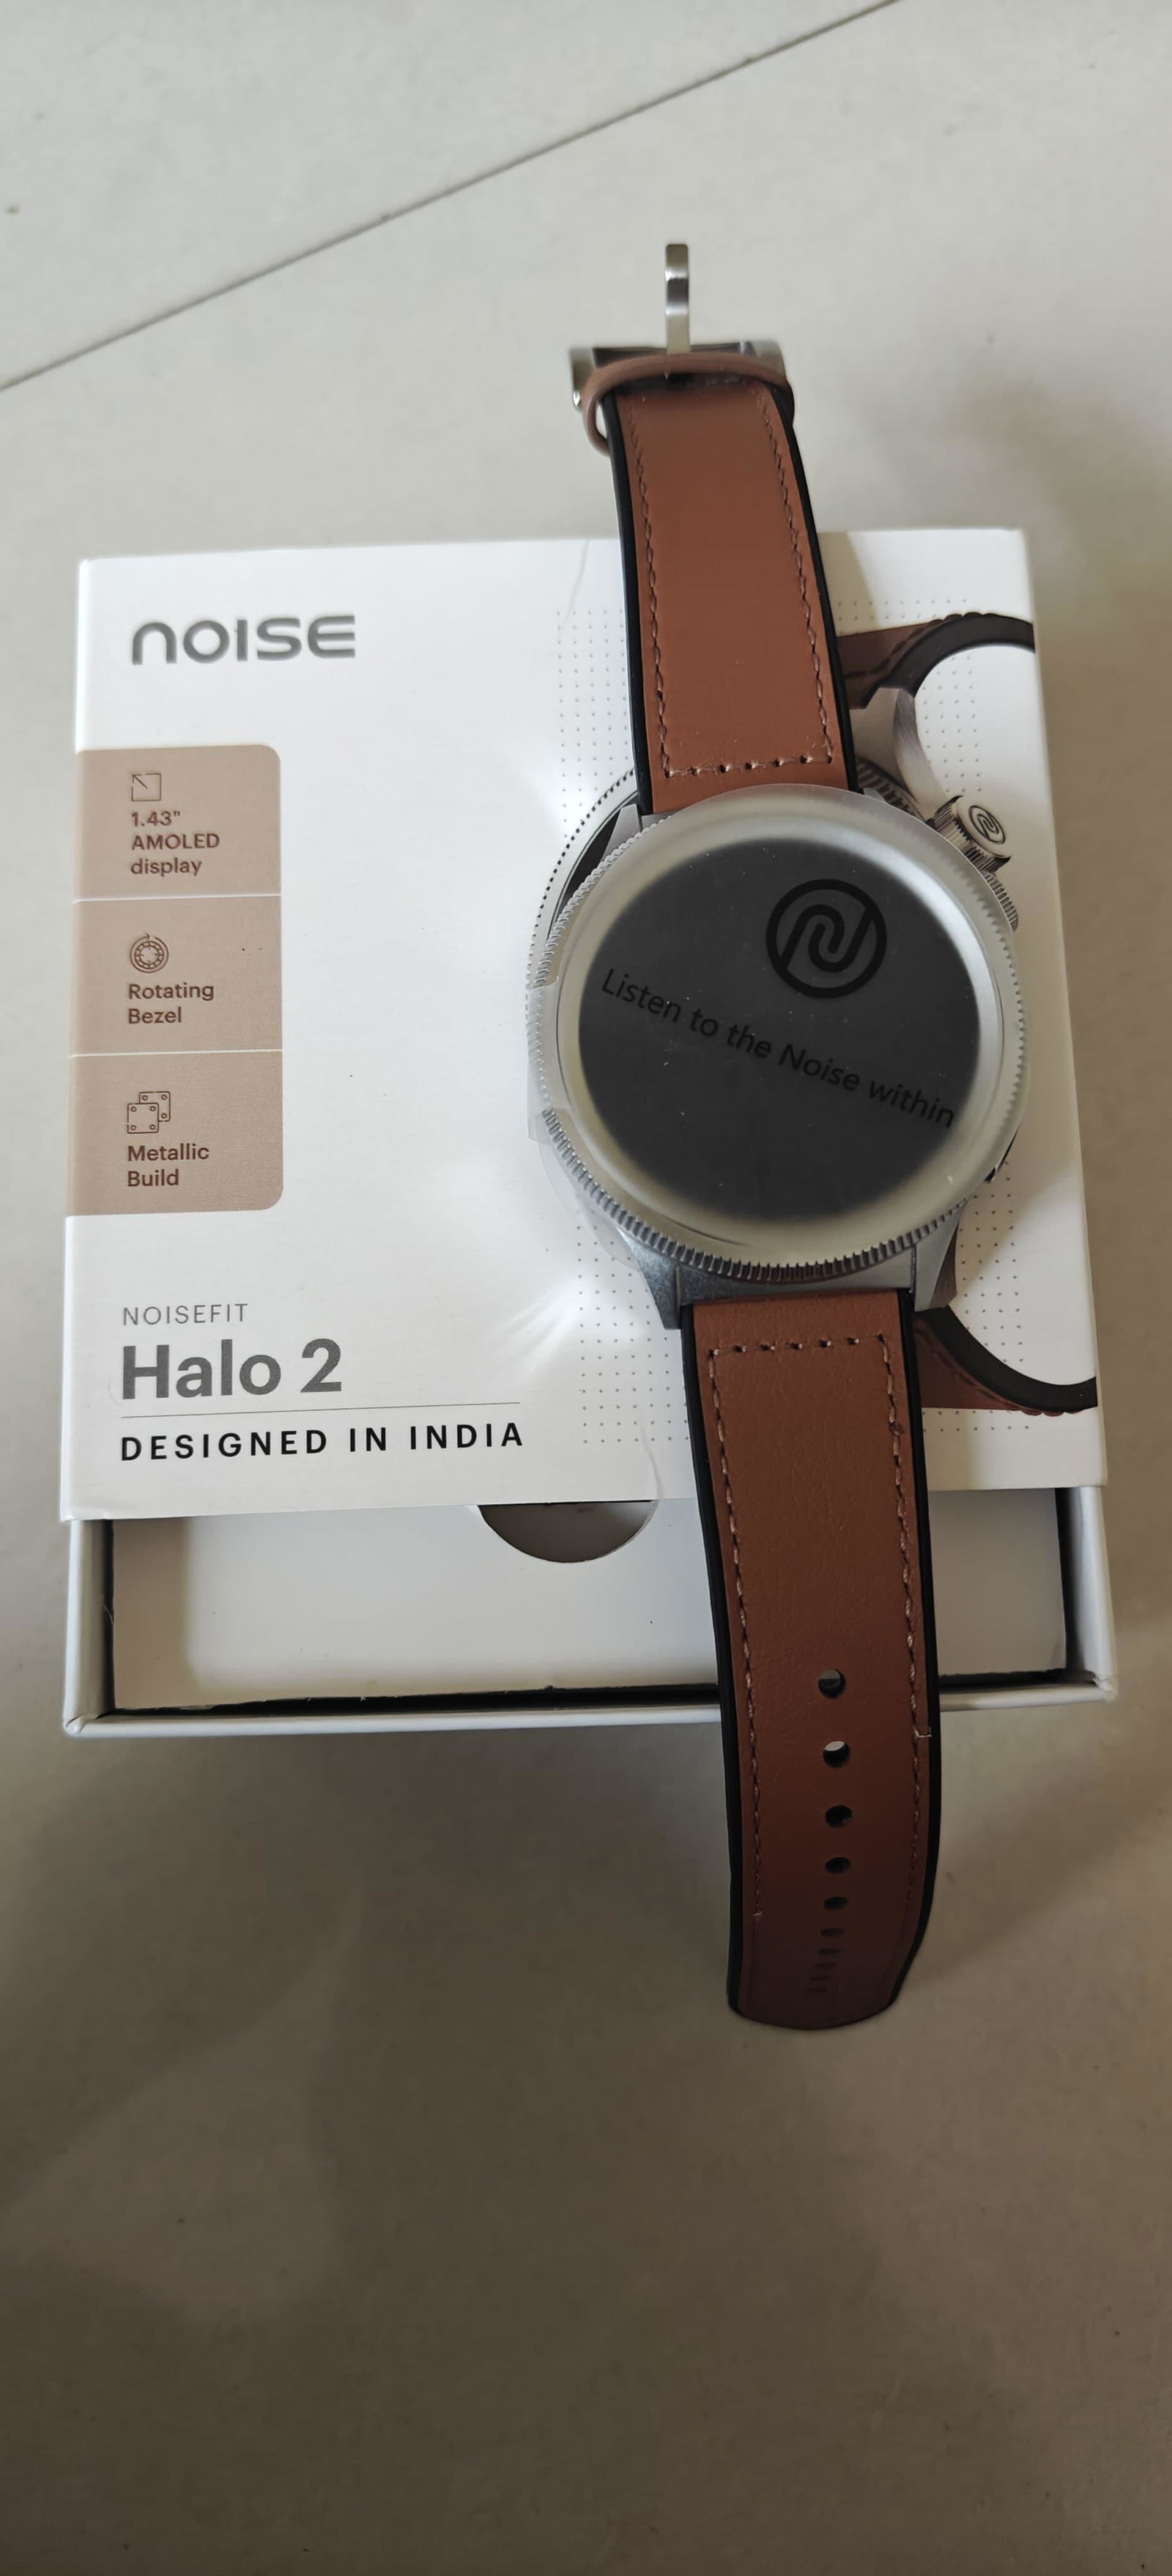 NOISE
1.43"
AMOLED
display
Rotating
Bezel
Metallic
Build
NOISEFIT
Halo 2
DESIGNED IN INDIA
Listen to the Noise within